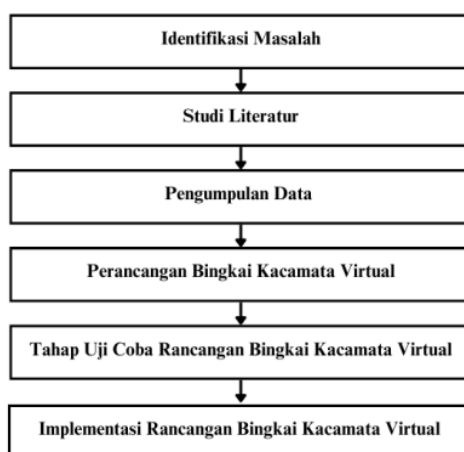 Identifikasi Masalah
Studi Literatur
Pengumpulan Data
Perancangan Bingkai Kacamata Virtual
Tahap Uji Coba Rancangan Bingkai Kacamata Virtual
Implementasi Rancangan Bingkai Kacamata Virtual